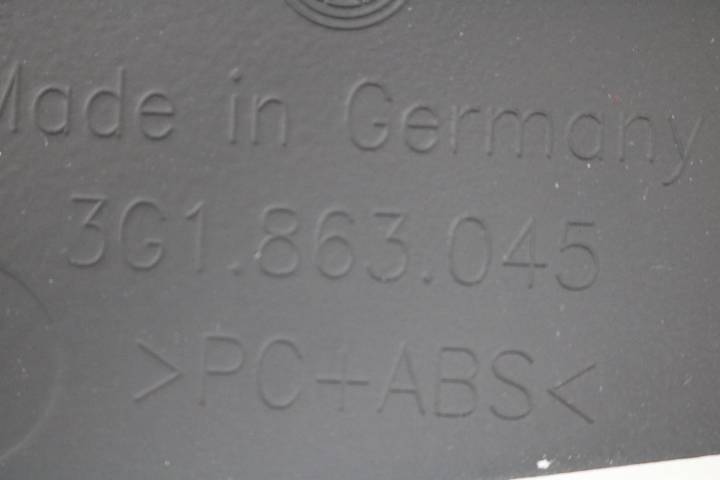 Made in Germany
3G1.863.045
>PC+ABS<